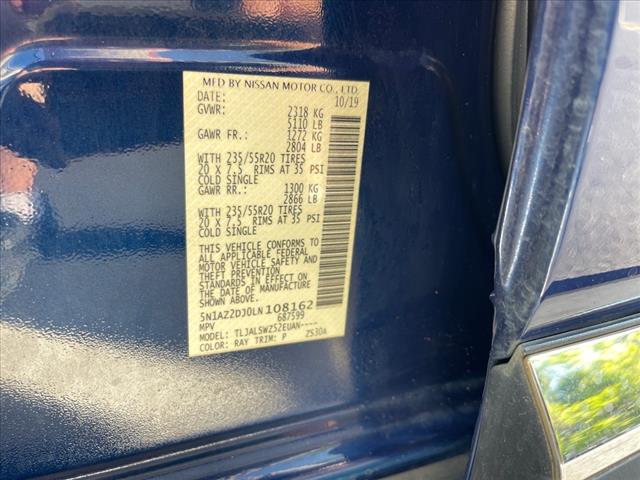 MFD BY NISSAN MOTOR CO., LTD.
DATE: 10/19
GVWR: 2318 KG
5110 LB
GAWR FR.: 1272 KG
2804 LB
WITH 235/55R20 TIRES
20 X 7.5 RIMS AT 35 PSI
COLD SINGLE
GAWR RR.: 1300 KG
2866 LB
WITH 235/55R20 TIRES
20 X 7.5 RIMS AT 35 PSI
COLD SINGLE
THIS VEHICLE CONFORMS TO
ALL APPLICABLE FEDERAL
MOTOR VEHICLE SAFETY AND
THEFT PREVENTION
STANDARDS IN EFFECT ON
THE DATE OF MANUFACTURE
SHOWN ABOVE.
5N1AZ2DJ0LN108162
MPV 687599
MODEL: TLJALSWZ52EUAN----
COLOR: RAY TRIM: P Z530A